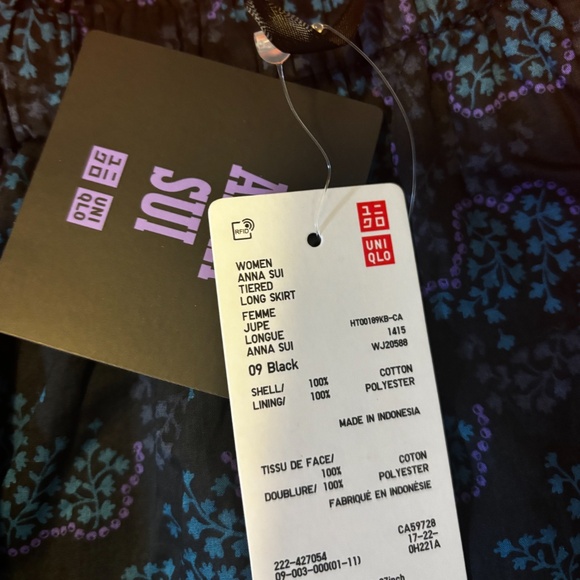 ユニ
クロ
UNI
QLO
SUI
RFID
ユニ
クロ
UNI
QLO
WOMEN
ANNA SUI
TIERED
LONG SKIRT
FEMME
JUPE
LONGUE
ANNA SUI
HT00189KB-CA
1415
WJ20588
09 Black
SHELL/ 100% COTTON
LINING/ 100% POLYESTER
MADE IN INDONESIA
TISSU DE FACE/
100% COTON
DOUBLURE/ 100% POLYESTER
FABRIQUÉ EN INDONÉSIE
CA59728
17-22-
0H221A
222-427054
09-003-000(01-11)